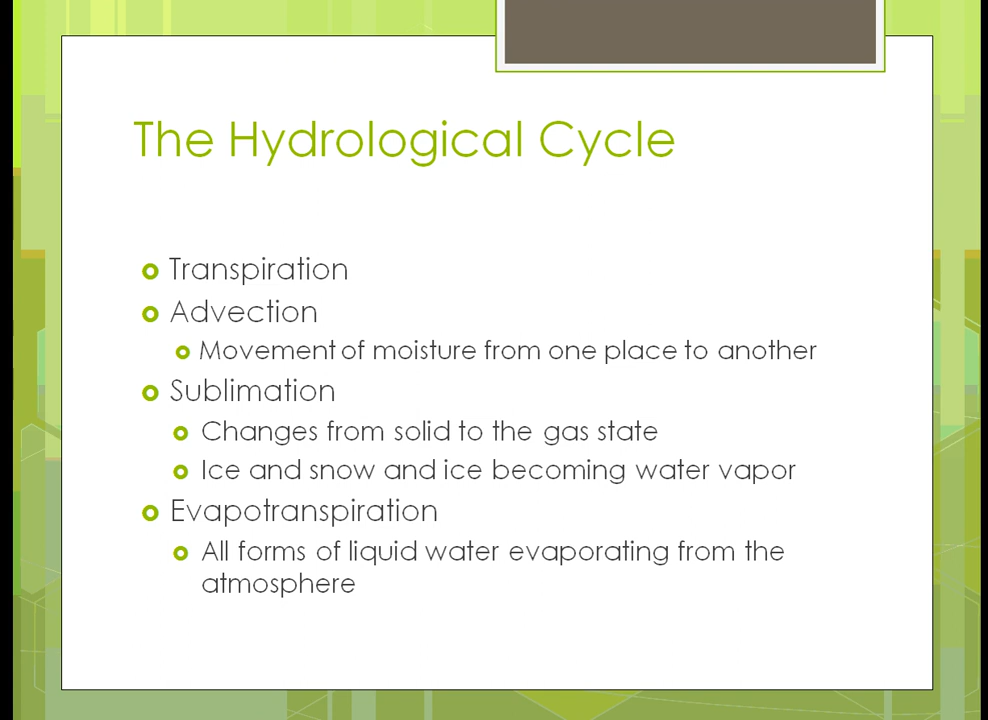 The Hydrological Cycle
Transpiration
Advection
Movement of moisture from one place to another
Sublimation
Changes from solid to the gas state
Ice and snow and ice becoming water vapor
Evapotranspiration
All forms of liquid water evaporating from the
atmosphere